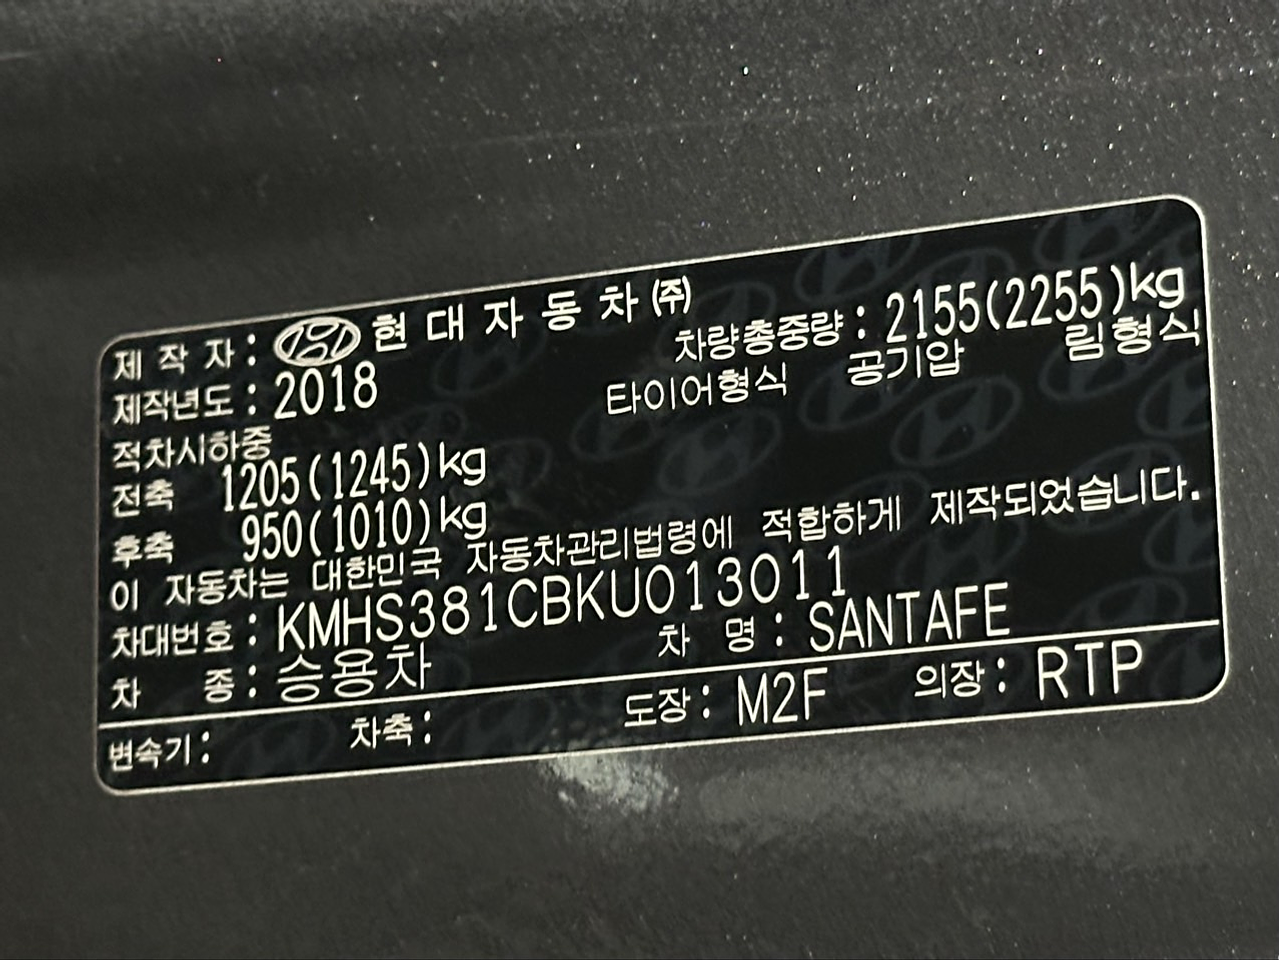 제 작 자 : 현 대 자 동 차 ㈜
제작년도 : 2018 차량총중량 : 2155(2255)kg
적차시하중 타이어형식 공기압 림형식
전축 1205(1245)kg
후축 950(1010)kg
이 자동차는 대한민국 자동차관리법령에 적합하게 제작되었습니다.
차대번호 : KMHS381CBKU013011
차 종 : 승용차 차 명 : SANTAFE
변속기 : 차축 : 도장 : M2F 의장 : RTP